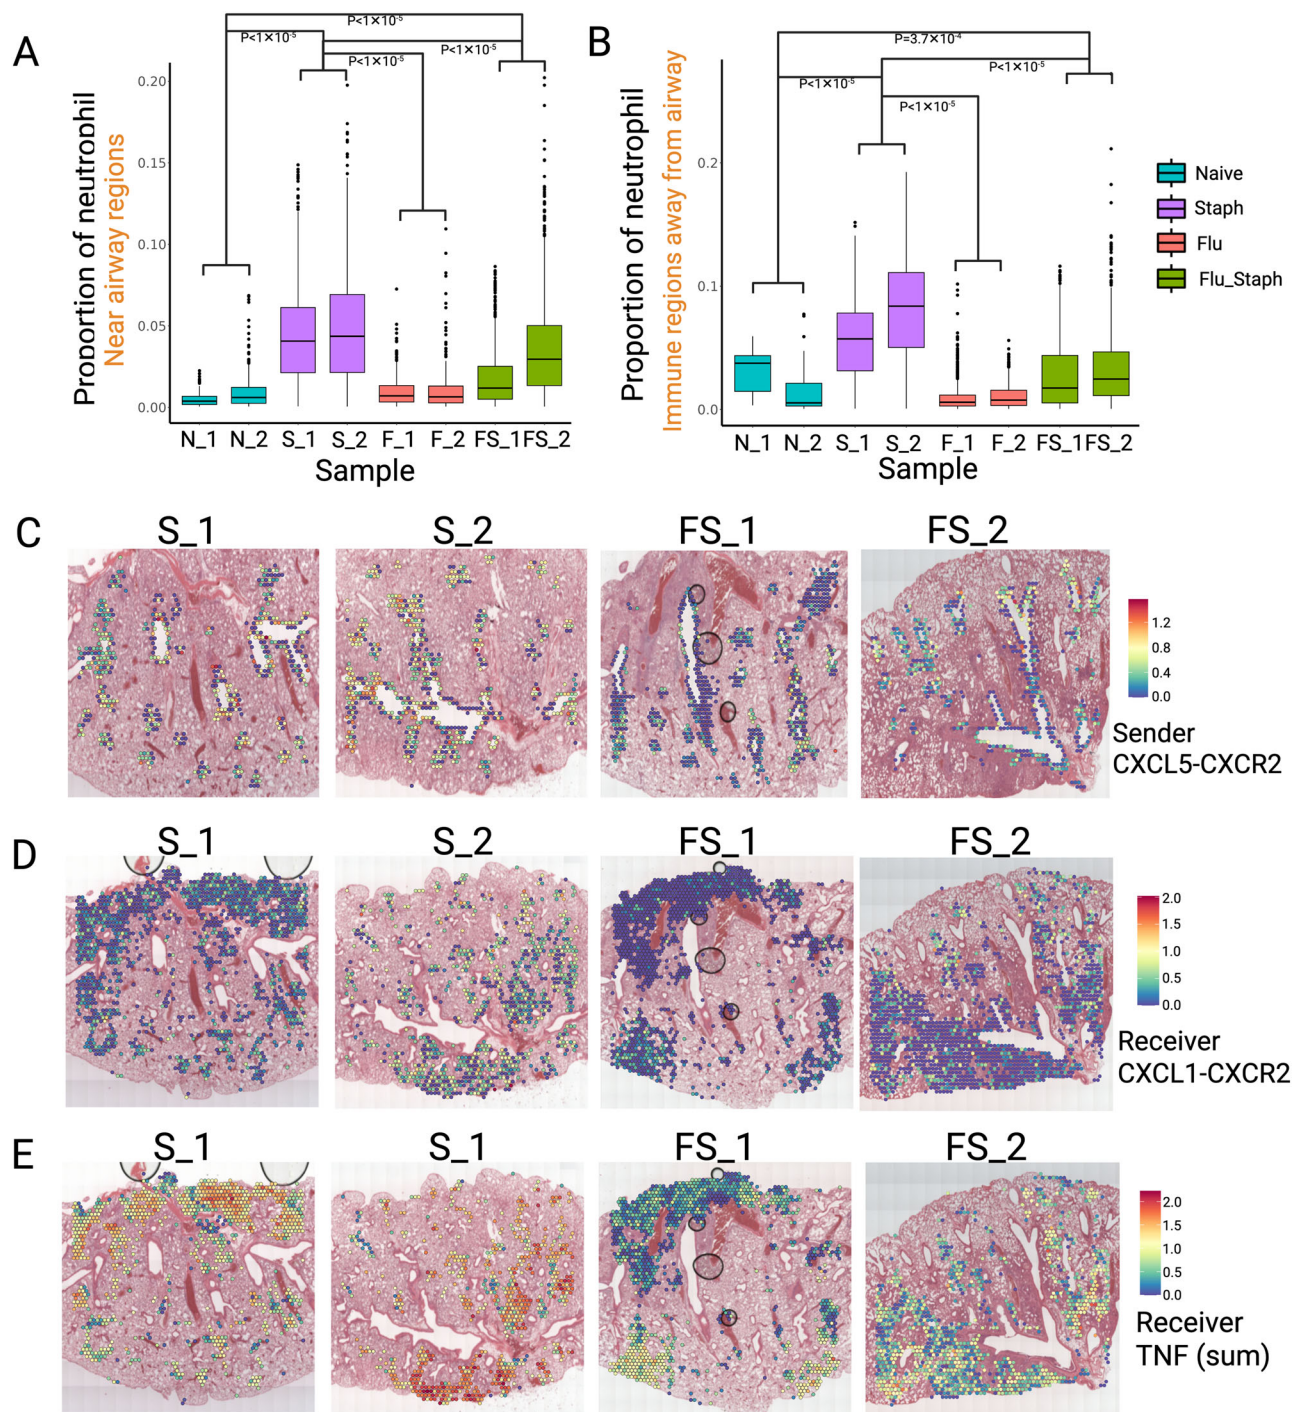 A
P<1×10⁻⁵
P<1×10⁻⁵
P<1×10⁻⁵
P<1×10⁻⁵
Proportion of neutrophil
Near airway regions
0.20
0.15
0.10
0.05
0.00
N_1 N_2 S_1 S_2 F_1 F_2 FS_1 FS_2
Sample
B
P=3.7×10⁻⁴
P<1×10⁻⁵
P<1×10⁻⁵
P<1×10⁻⁵
Proportion of neutrophil
Immune regions away from airway
0.2
0.1
0.0
N_1 N_2 S_1 S_2 F_1 F_2 FS_1 FS_2
Sample
Naive
Staph
Flu
Flu_Staph
C
S_1 S_2 FS_1 FS_2
1.2
0.8
0.4
0.0
Sender
CXCL5-CXCR2
D
S_1 S_2 FS_1 FS_2
2.0
1.5
1.0
0.5
0.0
Receiver
CXCL1-CXCR2
E
S_1 S_1 FS_1 FS_2
2.0
1.5
1.0
0.5
0.0
Receiver
TNF (sum)